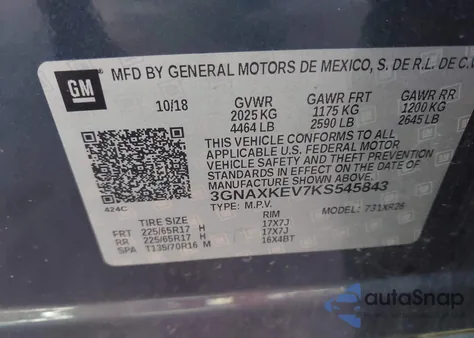 GM
MFD BY GENERAL MOTORS DE MEXICO, S. DE R.L. DE C.V
10/18 GVWR GAWR FRT GAWR RR
2025 KG 1175 KG 1200 KG
4464 LB 2590 LB 2645 LB
THIS VEHICLE CONFORMS TO ALL
APPLICABLE U.S. FEDERAL MOTOR
VEHICLE SAFETY AND THEFT PREVENTION
STANDARDS IN EFFECT ON THE DATE OF
MANUFACTURE SHOWN ABOVE.
3GNAXKEV7KS545843
TYPE: M.P.V. MODEL: 731XR26
424C
TIRE SIZE RIM
FRT 225/65R17 H 17X7J
RR 225/65R17 H 17X7J
SPA T135/70R16 M 16X4BT
autoSnap